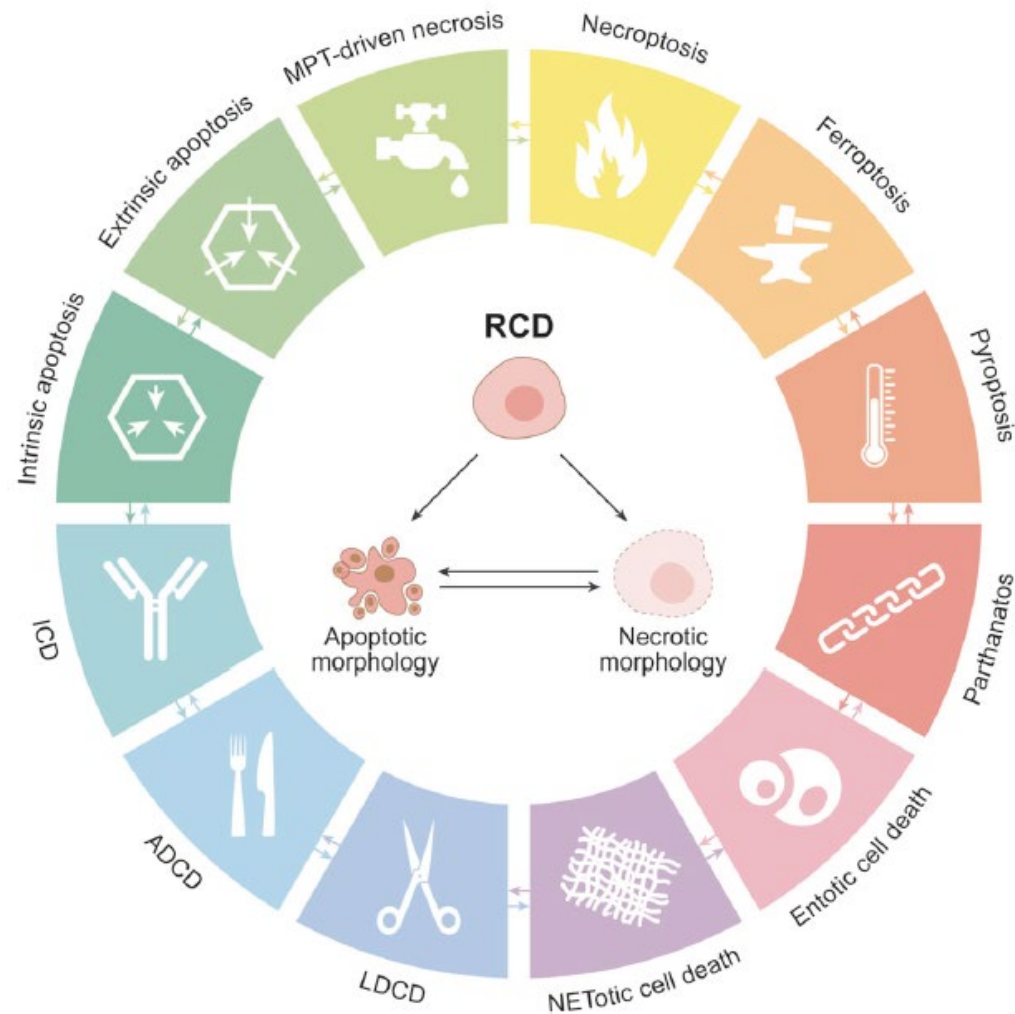 MPT-driven necrosis
Necroptosis
Ferroptosis
Pyroptosis
Parthanatos
Entotic cell death
NETotic cell death
LDCD
ADCD
ICD
Intrinsic apoptosis
Extrinsic apoptosis
RCD
Apoptotic
morphology
Necrotic
morphology